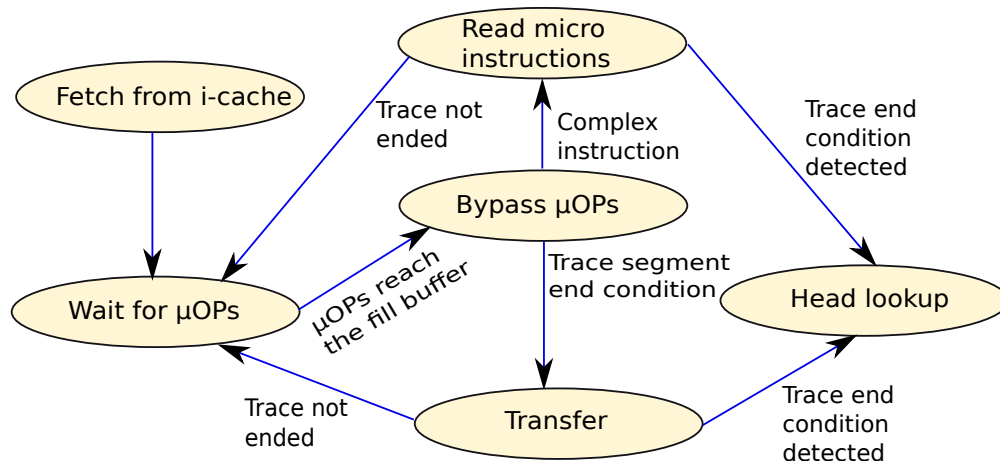 Read micro
instructions
Fetch from i-cache
Trace not
ended
Complex
instruction
Trace end
condition
detected
Bypass μOPs
μOPs reach
the fill buffer
Trace segment
end condition
Wait for μOPs
Head lookup
Trace not
ended
Transfer
Trace end
condition
detected